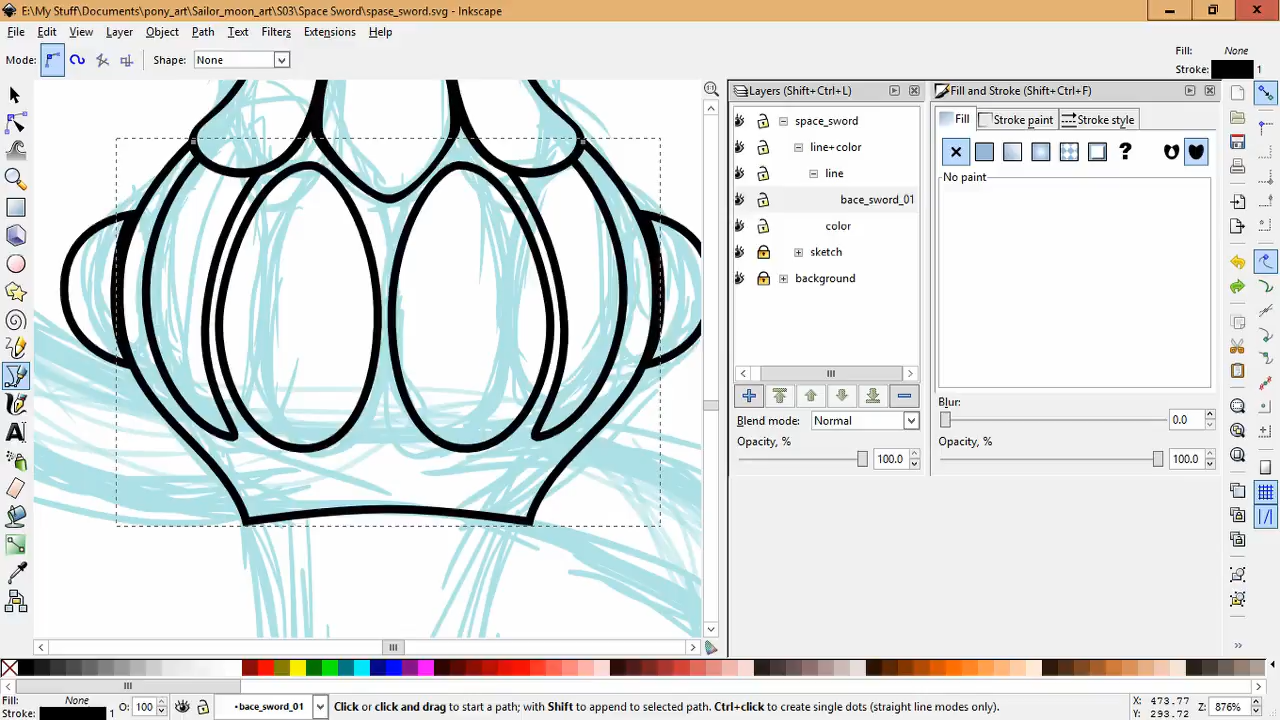 E:\My Stuff\Documents\pony_art\Sailor_moon_art\S03\Space Sword\spase_sword.svg - Inkscape
File Edit View Layer Object Path Text Filters Extensions Help
Mode: Shape: None
Fill: None
Stroke: 1
Layers (Shift+Ctrl+L)
Fill and Stroke (Shift+Ctrl+F)
space_sword
line+color
line
bace_sword_01
color
sketch
background
Fill Stroke paint Stroke style
?
No paint
Blend mode: Normal
Opacity, % 100.0
Blur:
0.0
Opacity, %
100.0
Fill: None
Stroke: 1
O: 100
•bace_sword_01
Click or click and drag to start a path; with Shift to append to selected path. Ctrl+click to create single dots (straight line modes only).
X: 473.77
Y: 293.72
Z: 876%